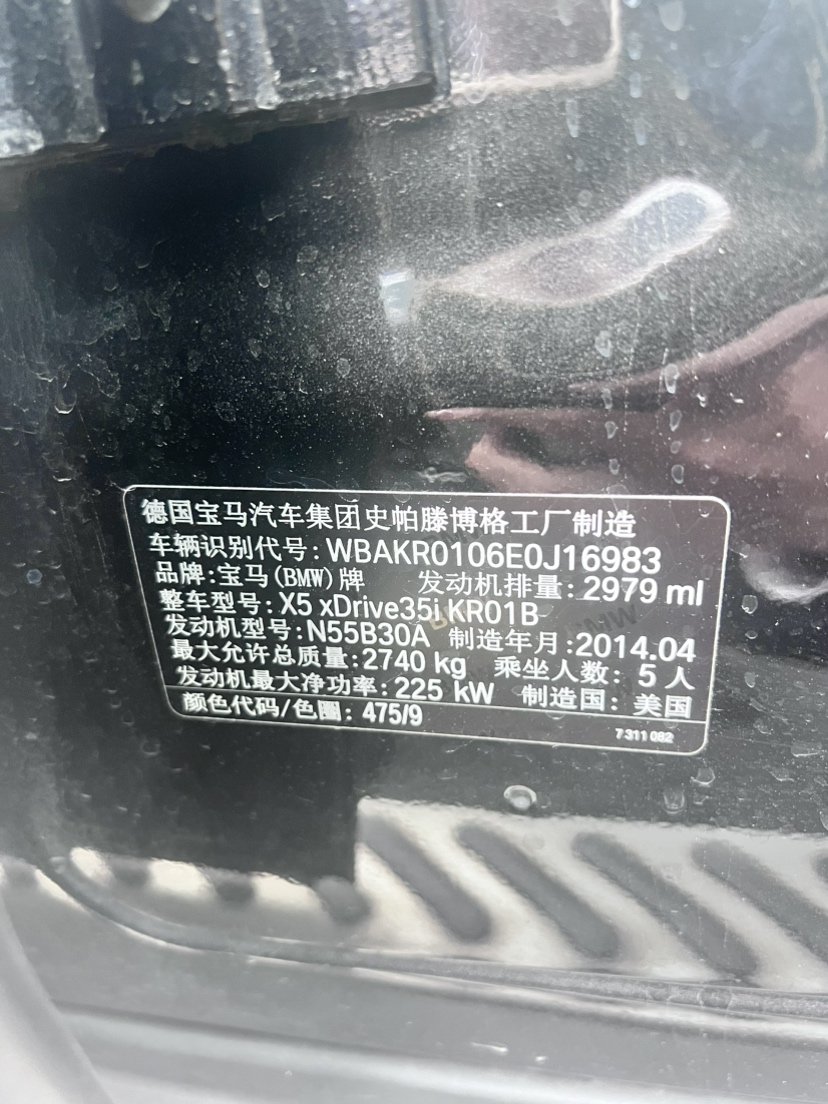 德国宝马汽车集团史帕滕博格工厂制造
车辆识别代号: WBAKR0106E0J16983
品牌:宝马(BMW)牌 发动机排量: 2979 ml
整车型号: X5 xDrive35i KR01B
发动机型号:N55B30A 制造年月:2014.04
最大允许总质量:2740 kg 乘坐人数: 5 人
发动机最大净功率: 225 kW 制造国: 美国
颜色代码/色圈: 475/9
7311082